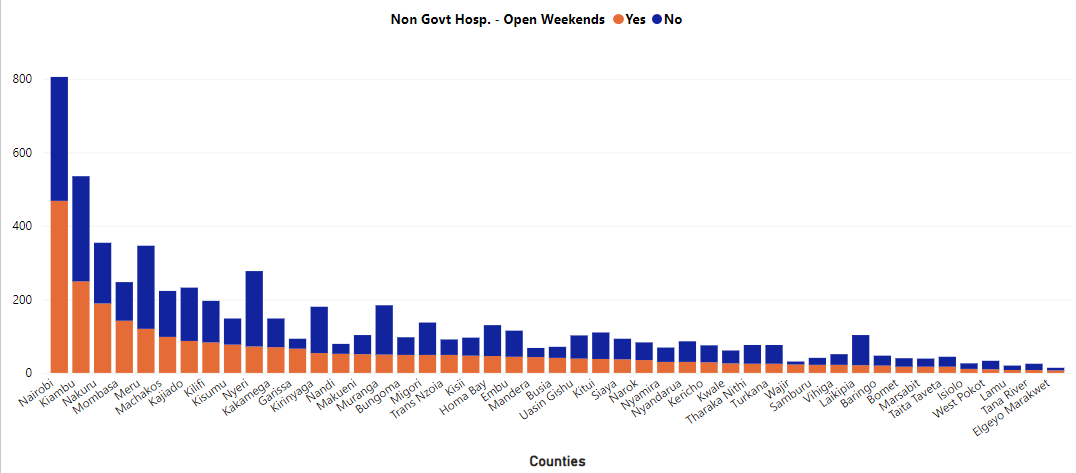 Non Govt Hosp. - Open Weekends Yes No
800
600
400
200
0
Nairobi
Kiambu
Nakuru
Mombasa
Meru
Machakos
Kajiado
Kilifi
Kisumu
Nyeri
Kakamega
Garissa
Kirinyaga
Nandi
Makueni
Muranga
Bungoma
Migori
Trans Nzoia
Kisii
Homa Bay
Embu
Mandera
Busia
Uasin Gishu
Kitui
Siaya
Narok
Nyamira
Nyandarua
Kericho
Kwale
Tharaka Nithi
Turkana
Wajir
Samburu
Vihiga
Laikipia
Baringo
Bomet
Marsabit
Taita Taveta
Isiolo
West Pokot
Lamu
Tana River
Elgeyo Marakwet
Counties